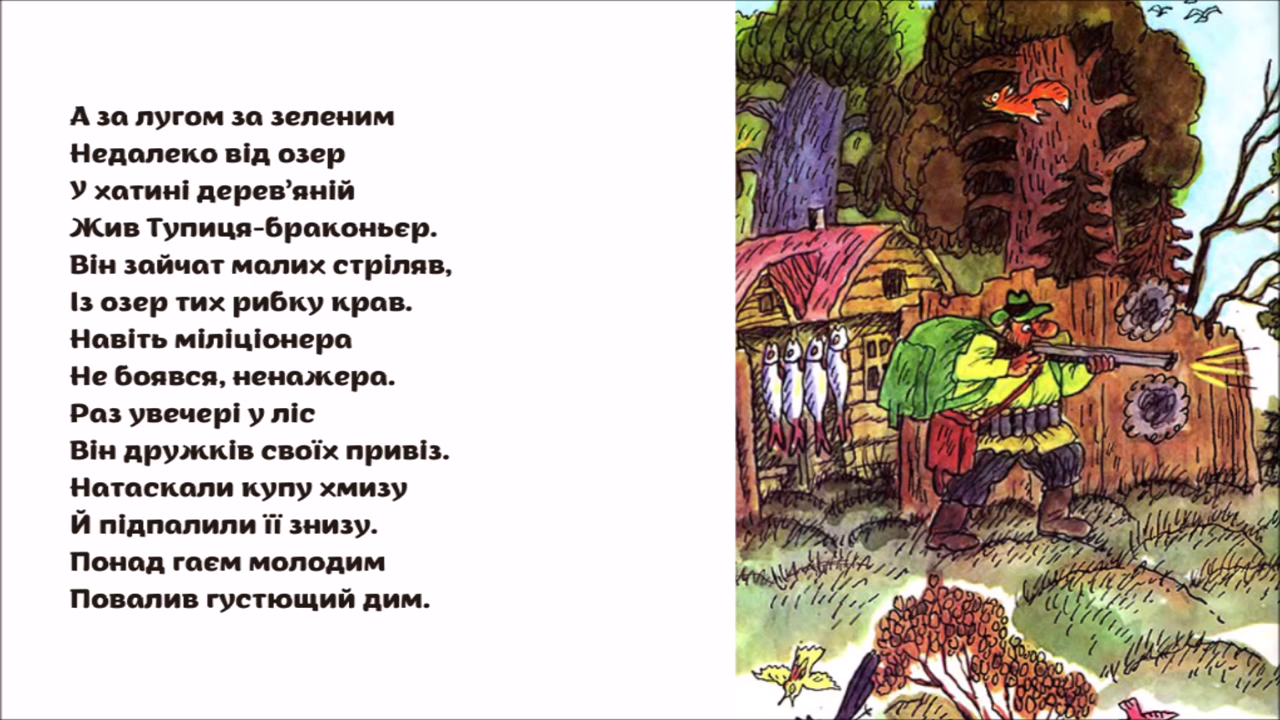 А за лугом за зеленим
Недалеко від озер
У хатині дерев’яній
Жив Тупиця-браконьєр.
Він зайчат малих стріляв,
Із озер тих рибку крав.
Навіть міліціонера
Не боявся, ненажера.
Раз увечері у ліс
Він дружків своїх привіз.
Натаскали купу хмизу
Й підпалили її знизу.
Понад гаєм молодим
Повалив густющий дим.